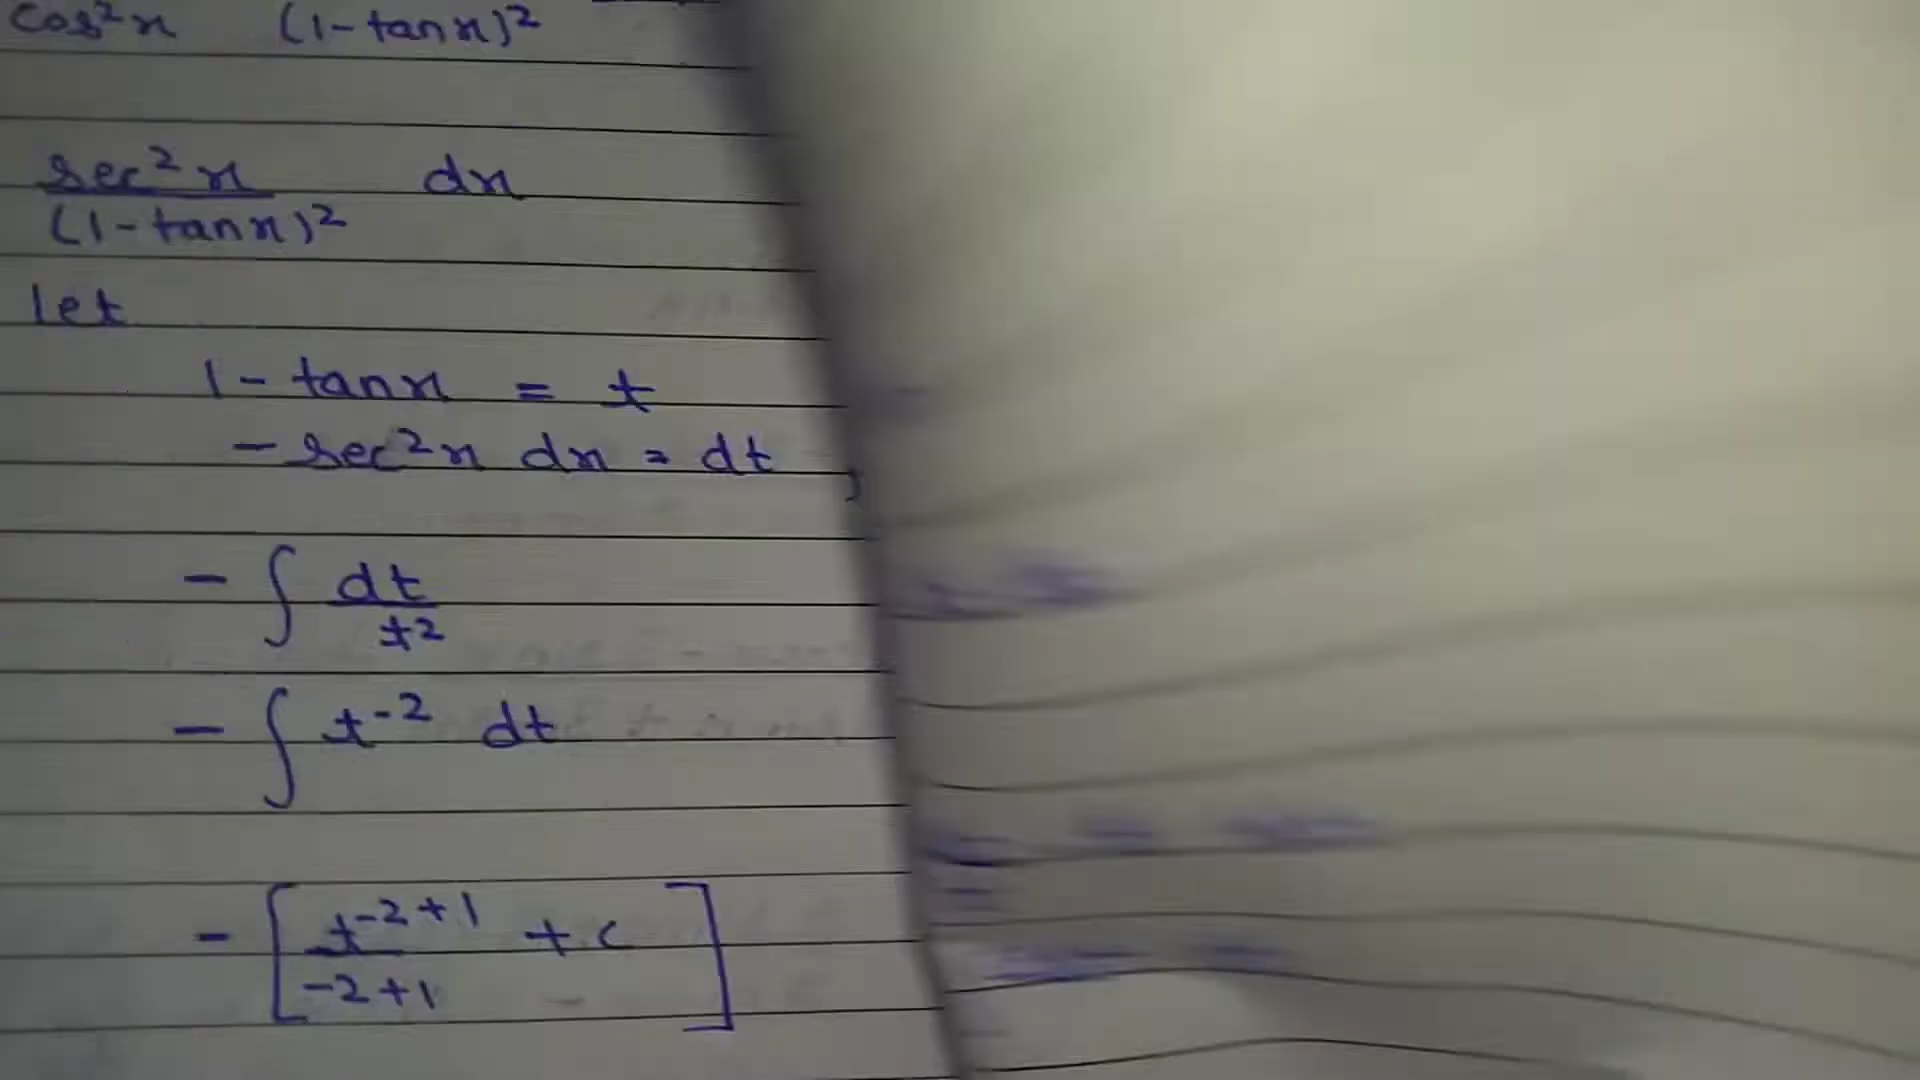 cos²x (1-tanx)²
sec²x dx
(1-tanx)²
let
1 - tanx = t
- sec²x dx = dt,
- ∫ dt
t²
- ∫ t⁻² dt
- [ t⁻²⁺¹ + c ]
-2+1